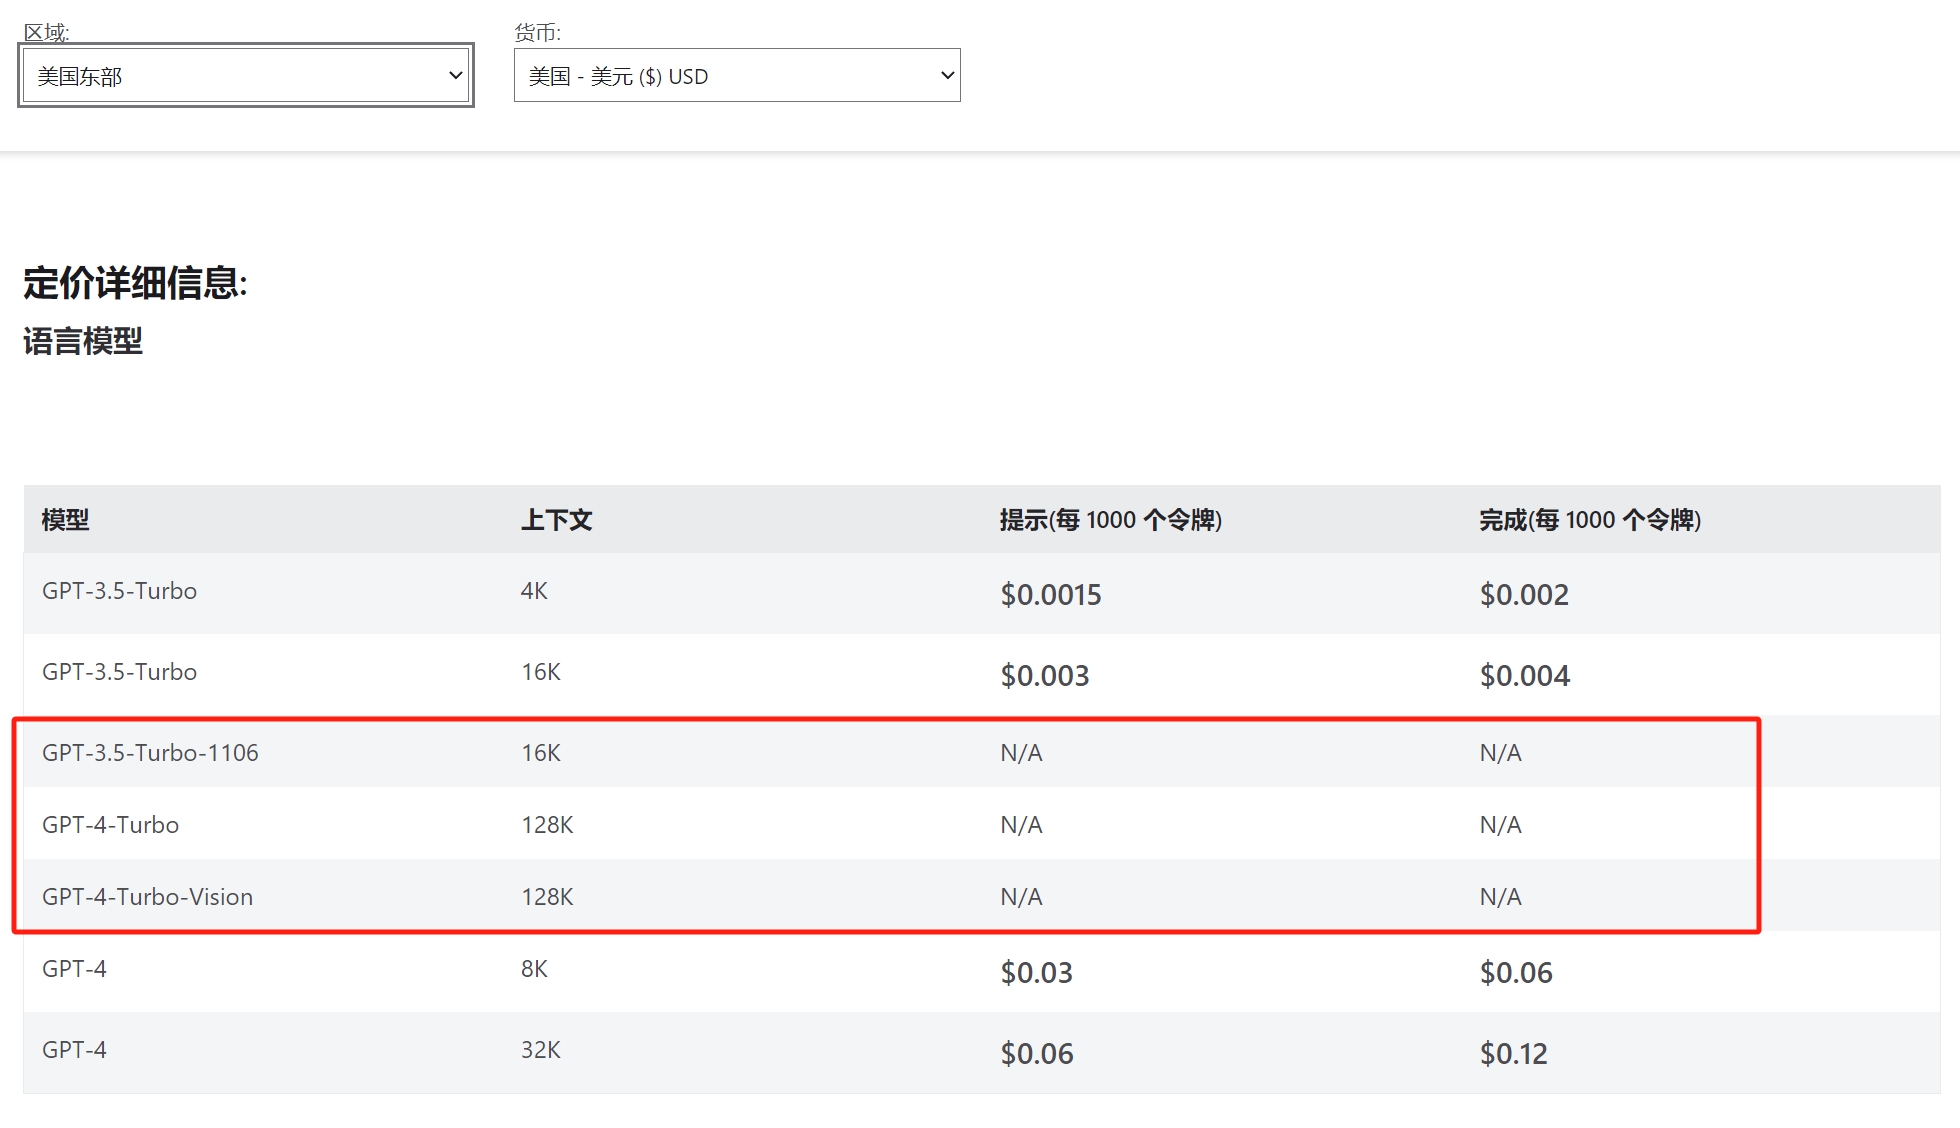 区域: 货币:
美国东部 美国 - 美元 ($) USD
定价详细信息:
语言模型
模型 上下文 提示(每 1000 个令牌) 完成(每 1000 个令牌)
GPT-3.5-Turbo 4K $0.0015 $0.002
GPT-3.5-Turbo 16K $0.003 $0.004
GPT-3.5-Turbo-1106 16K N/A N/A
GPT-4-Turbo 128K N/A N/A
GPT-4-Turbo-Vision 128K N/A N/A
GPT-4 8K $0.03 $0.06
GPT-4 32K $0.06 $0.12